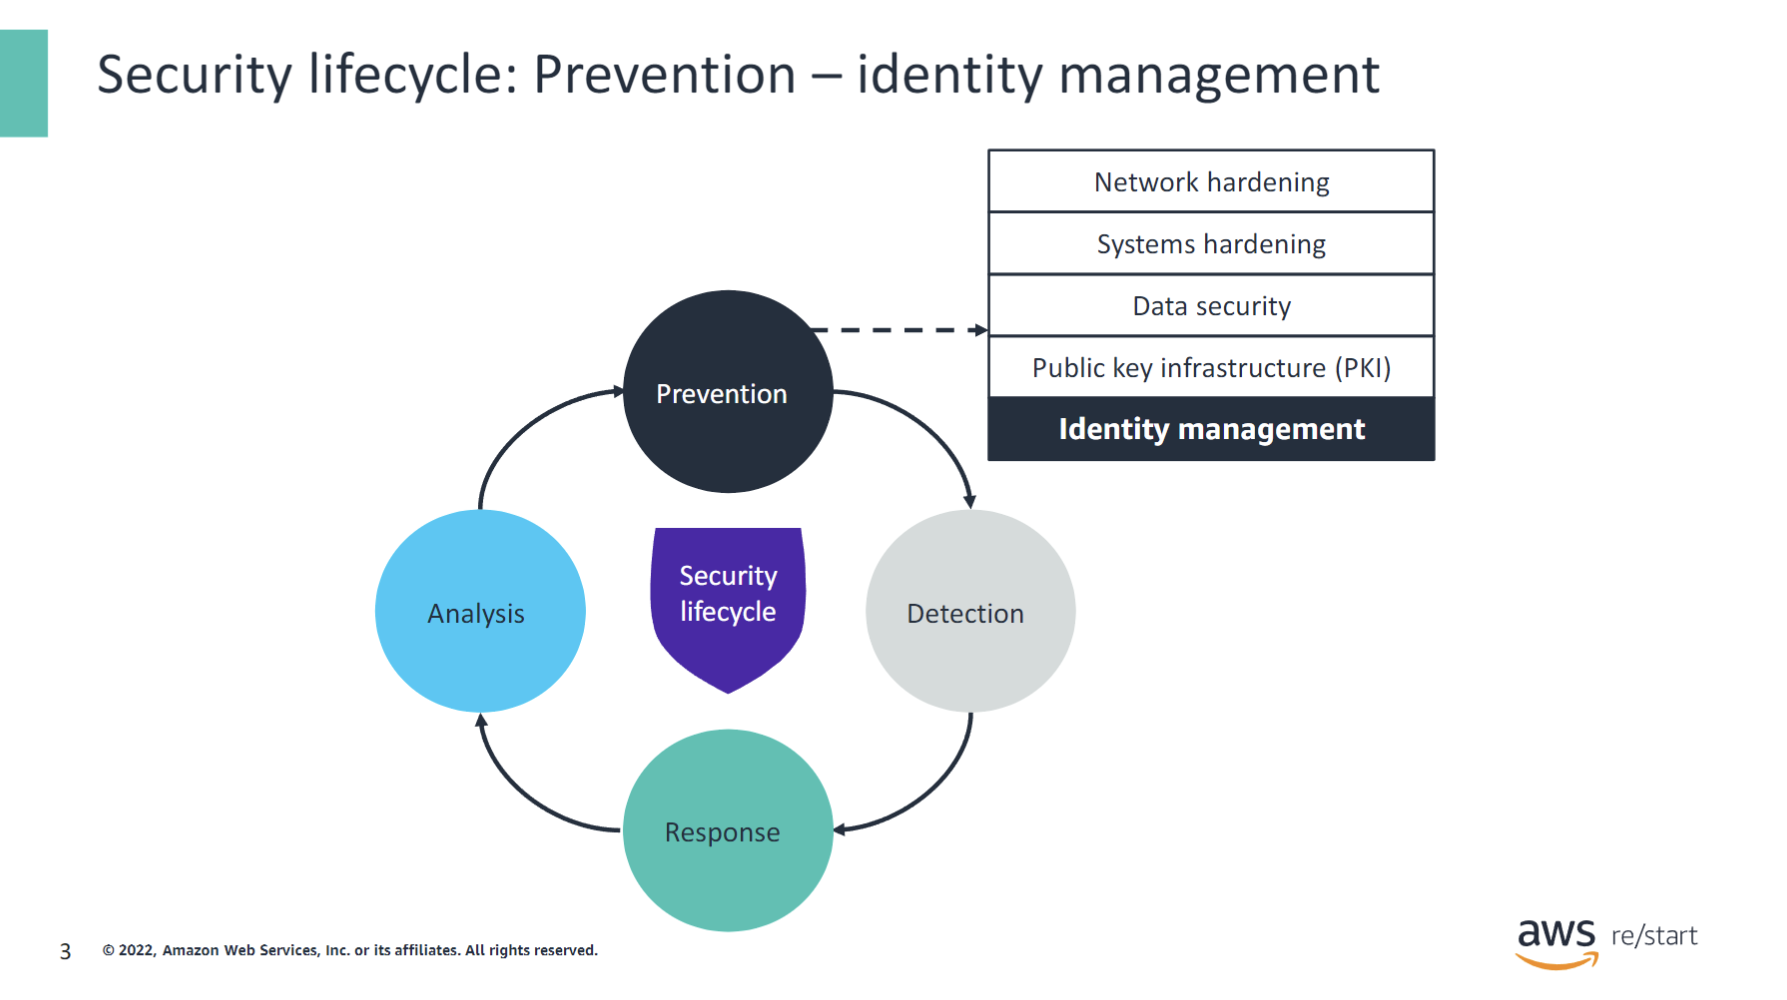 Security lifecycle: Prevention – identity management
Network hardening
Systems hardening
Data security
Public key infrastructure (PKI)
Identity management
Prevention
Analysis
Security
lifecycle
Detection
Response
3
© 2022, Amazon Web Services, Inc. or its affiliates. All rights reserved.
aws re/start